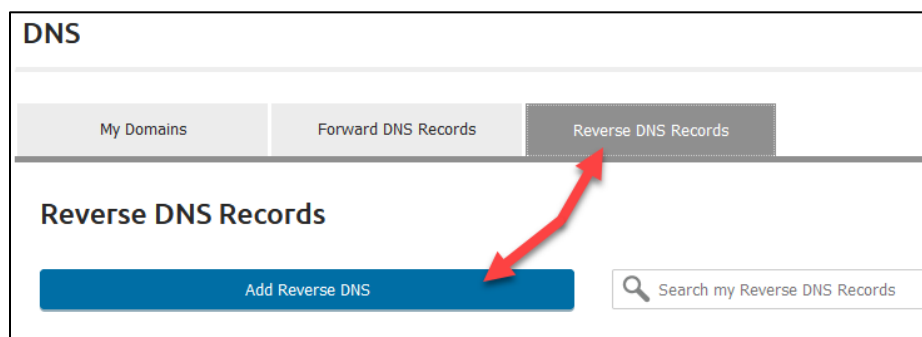 DNS
My Domains Forward DNS Records Reverse DNS Records
Reverse DNS Records
Add Reverse DNS Search my Reverse DNS Records